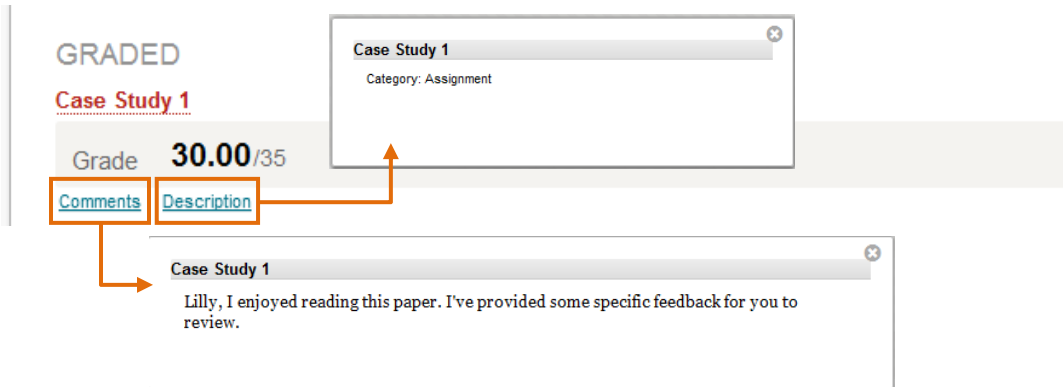 GRADED
Case Study 1
Grade 30.00/35
Comments Description
Case Study 1
Category: Assignment
Case Study 1
Lilly, I enjoyed reading this paper. I've provided some specific feedback for you to
review.